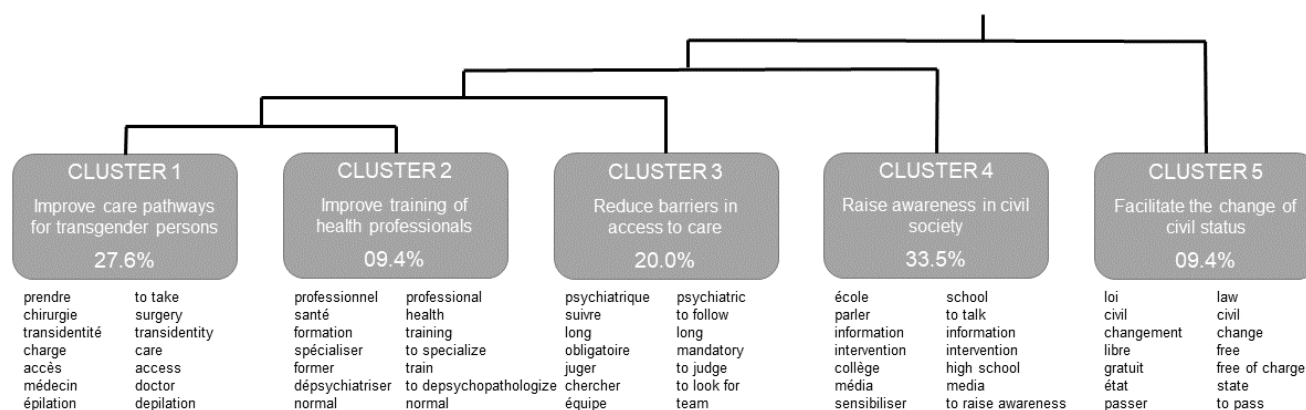 CLUSTER 1
Improve care pathways
for transgender persons
27.6%
prendre to take
chirurgie surgery
transidentité transidentity
charge care
accès access
médecin doctor
épilation depilation
CLUSTER 2
Improve training of
health professionals
09.4%
professionnel professional
santé health
formation training
spécialiser to specialize
former train
dépsychiatriser to depsychopathologize
normal normal
CLUSTER 3
Reduce barriers in
access to care
20.0%
psychiatrique psychiatric
suivre to follow
long long
obligatoire mandatory
juger to judge
chercher to look for
équipe team
CLUSTER 4
Raise awareness in civil
society
33.5%
école school
parler to talk
information information
intervention intervention
collège high school
média media
sensibiliser to raise awareness
CLUSTER 5
Facilitate the change of
civil status
09.4%
loi law
civil civil
changement change
libre free
gratuit free of charge
état state
passer to pass